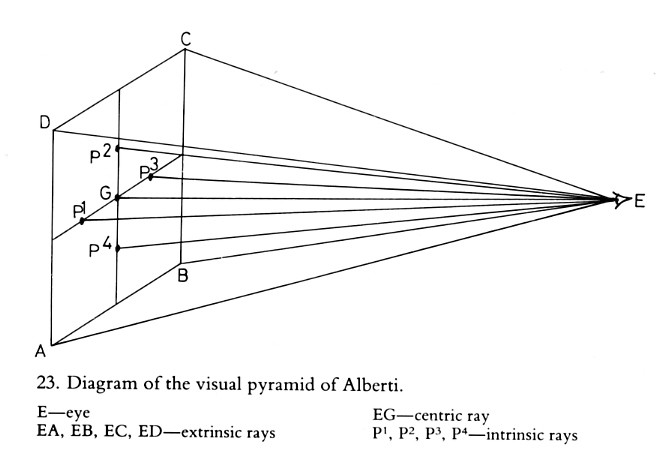 C
D
P²
P³
G
P¹
E
P⁴
B
A
23. Diagram of the visual pyramid of Alberti.
E—eye
EA, EB, EC, ED—extrinsic rays
EG—centric ray
P¹, P², P³, P⁴—intrinsic rays